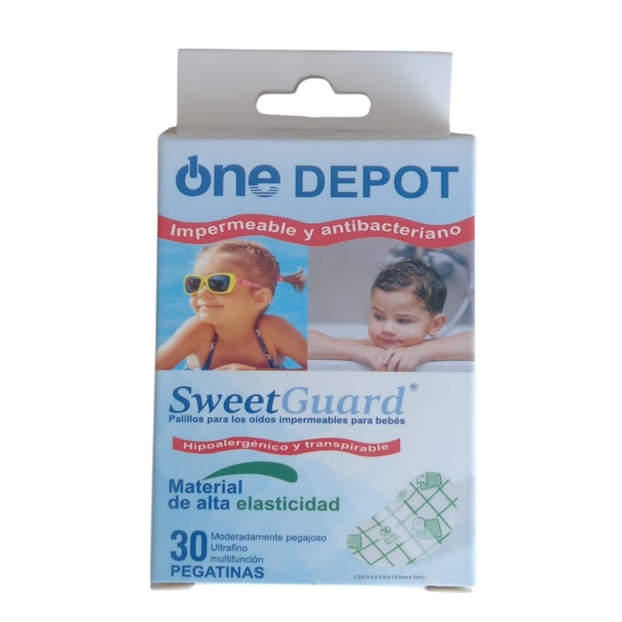 one DEPOT
Impermeable y antibacteriano
SweetGuard®
Palillos para los oídos impermeables para bebés
Hipoalergénico y transpirable
Material
de alta elasticidad
30 Moderadamente pegajoso
Ultrafino
multifunción
PEGATINAS